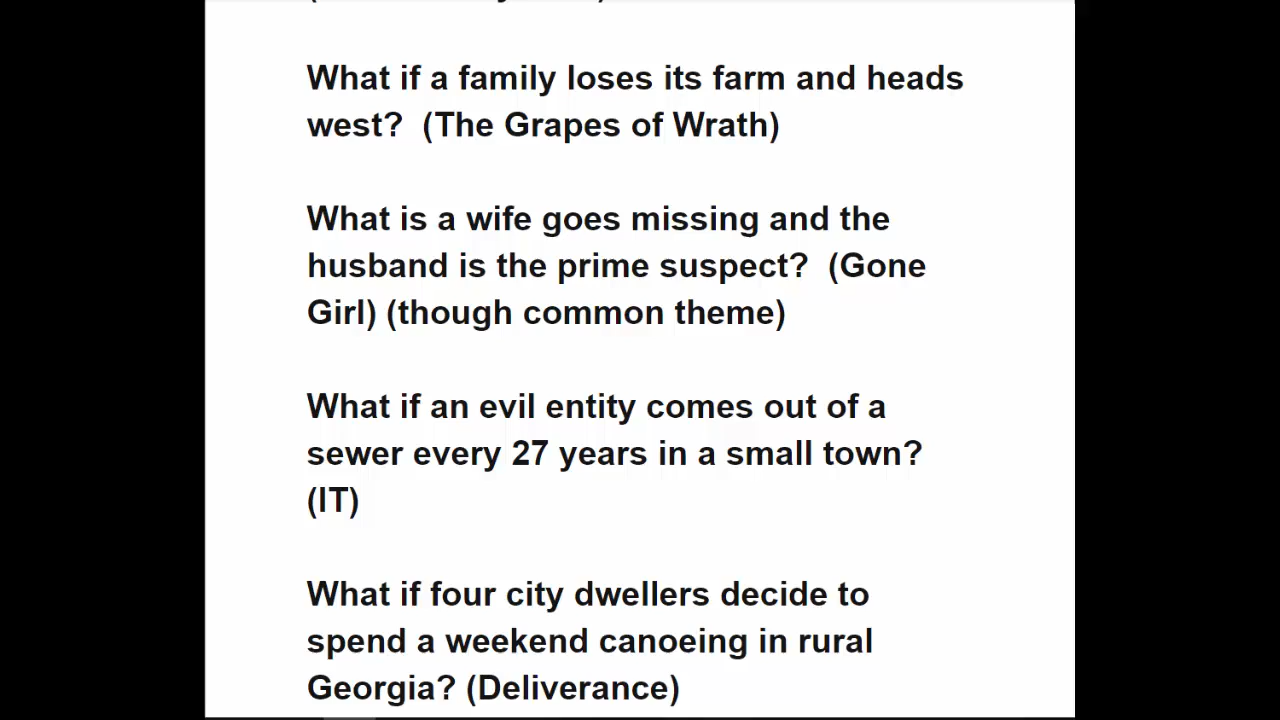 What if a family loses its farm and heads
west?  (The Grapes of Wrath)
What is a wife goes missing and the
husband is the prime suspect?  (Gone
Girl) (though common theme)
What if an evil entity comes out of a
sewer every 27 years in a small town?
(IT)
What if four city dwellers decide to
spend a weekend canoeing in rural
Georgia? (Deliverance)